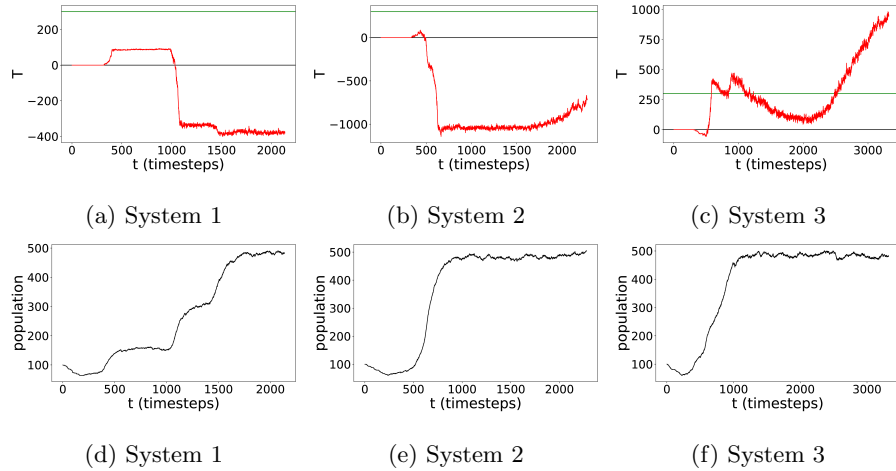 200
0
−200
−400
T
0 500 1000 1500 2000
t (timesteps)
0
−500
−1000
T
0 500 1000 1500 2000
t (timesteps)
1000
750
500
250
0
T
0 1000 2000 3000
t (timesteps)
(a) System 1
(b) System 2
(c) System 3
500
400
300
200
100
population
0 500 1000 1500 2000
t (timesteps)
500
400
300
200
100
population
0 500 1000 1500 2000
t (timesteps)
500
400
300
200
100
population
0 1000 2000 3000
t (timesteps)
(d) System 1
(e) System 2
(f) System 3